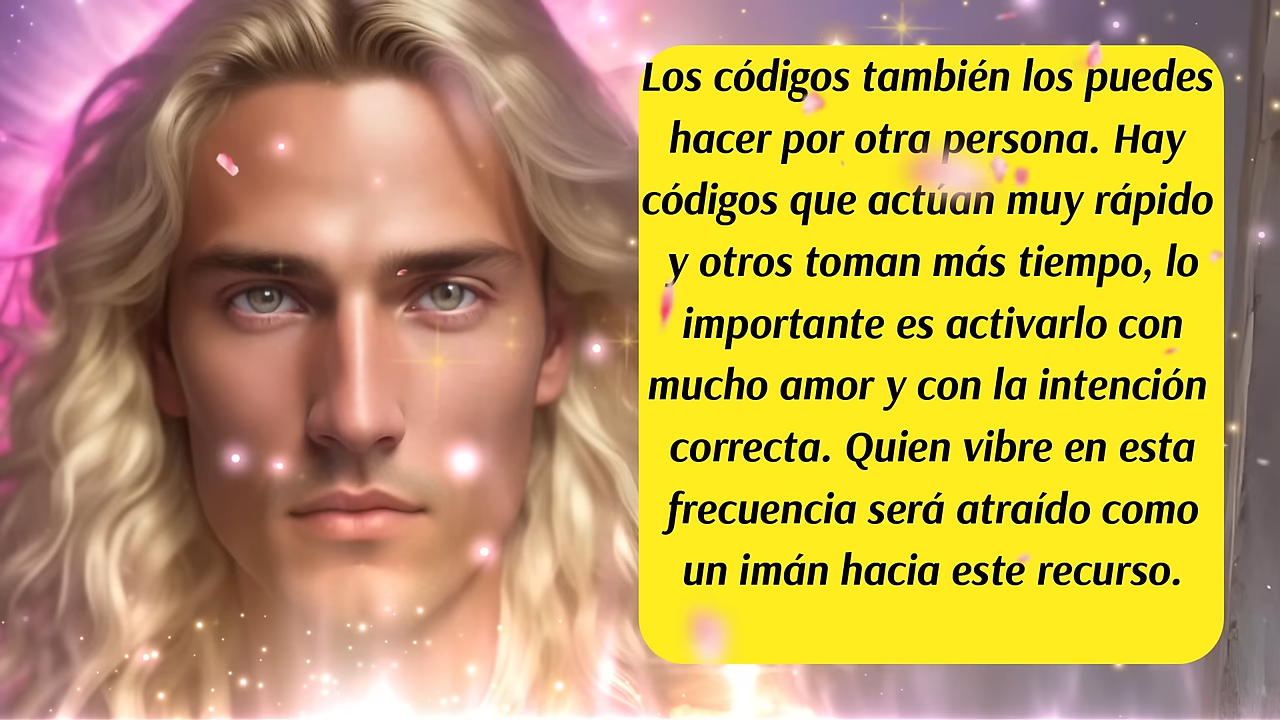 Los códigos también los puedes
hacer por otra persona. Hay
códigos que actúan muy rápido
y otros toman más tiempo, lo
importante es activarlo con
mucho amor y con la intención
correcta. Quien vibre en esta
frecuencia será atraído como
un imán hacia este recurso.